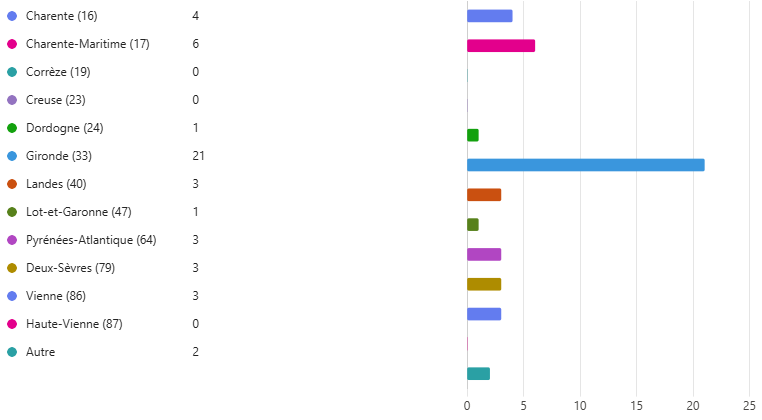 Charente (16) 4
Charente-Maritime (17) 6
Corrèze (19) 0
Creuse (23) 0
Dordogne (24) 1
Gironde (33) 21
Landes (40) 3
Lot-et-Garonne (47) 1
Pyrénées-Atlantique (64) 3
Deux-Sèvres (79) 3
Vienne (86) 3
Haute-Vienne (87) 0
Autre 2
0 5 10 15 20 25